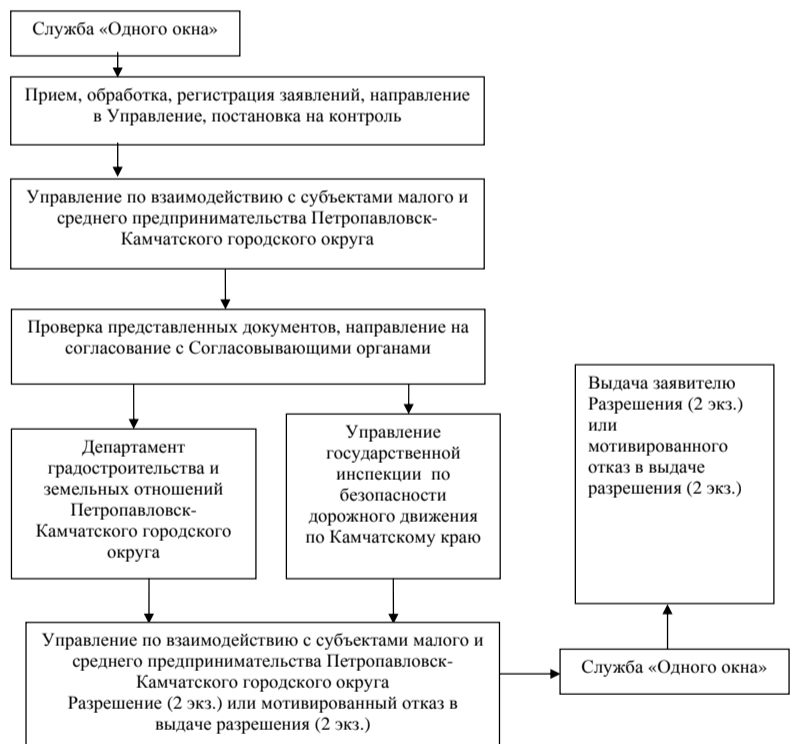 Служба «Одного окна»
Прием, обработка, регистрация заявлений, направление
в Управление, постановка на контроль
Управление по взаимодействию с субъектами малого и
среднего предпринимательства Петропавловск-
Камчатского городского округа
Проверка представленных документов, направление на
согласование с Согласовывающими органами
Департамент
градостроительства и
земельных отношений
Петропавловск-
Камчатского городского
округа
Управление
государственной
инспекции по
безопасности
дорожного движения
по Камчатскому краю
Управление по взаимодействию с субъектами малого и
среднего предпринимательства Петропавловск-
Камчатского городского округа
Разрешение (2 экз.) или мотивированный отказ в
выдаче разрешения (2 экз.)
Служба «Одного окна»
Выдача заявителю
Разрешения (2 экз.)
или
мотивированного
отказ в выдаче
разрешения (2 экз.)